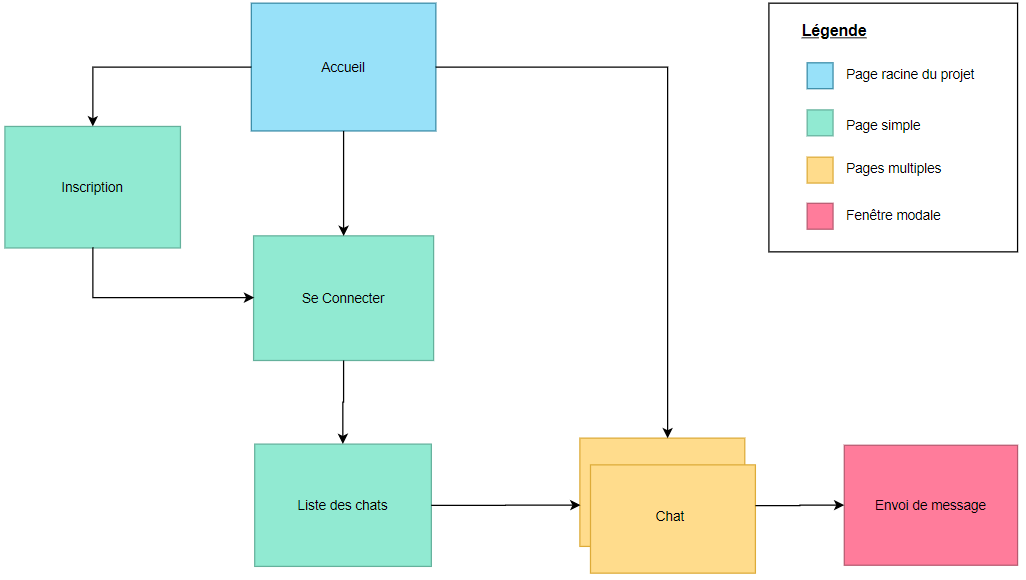 Accueil
Inscription
Se Connecter
Liste des chats
Chat
Envoi de message
Légende
Page racine du projet
Page simple
Pages multiples
Fenêtre modale